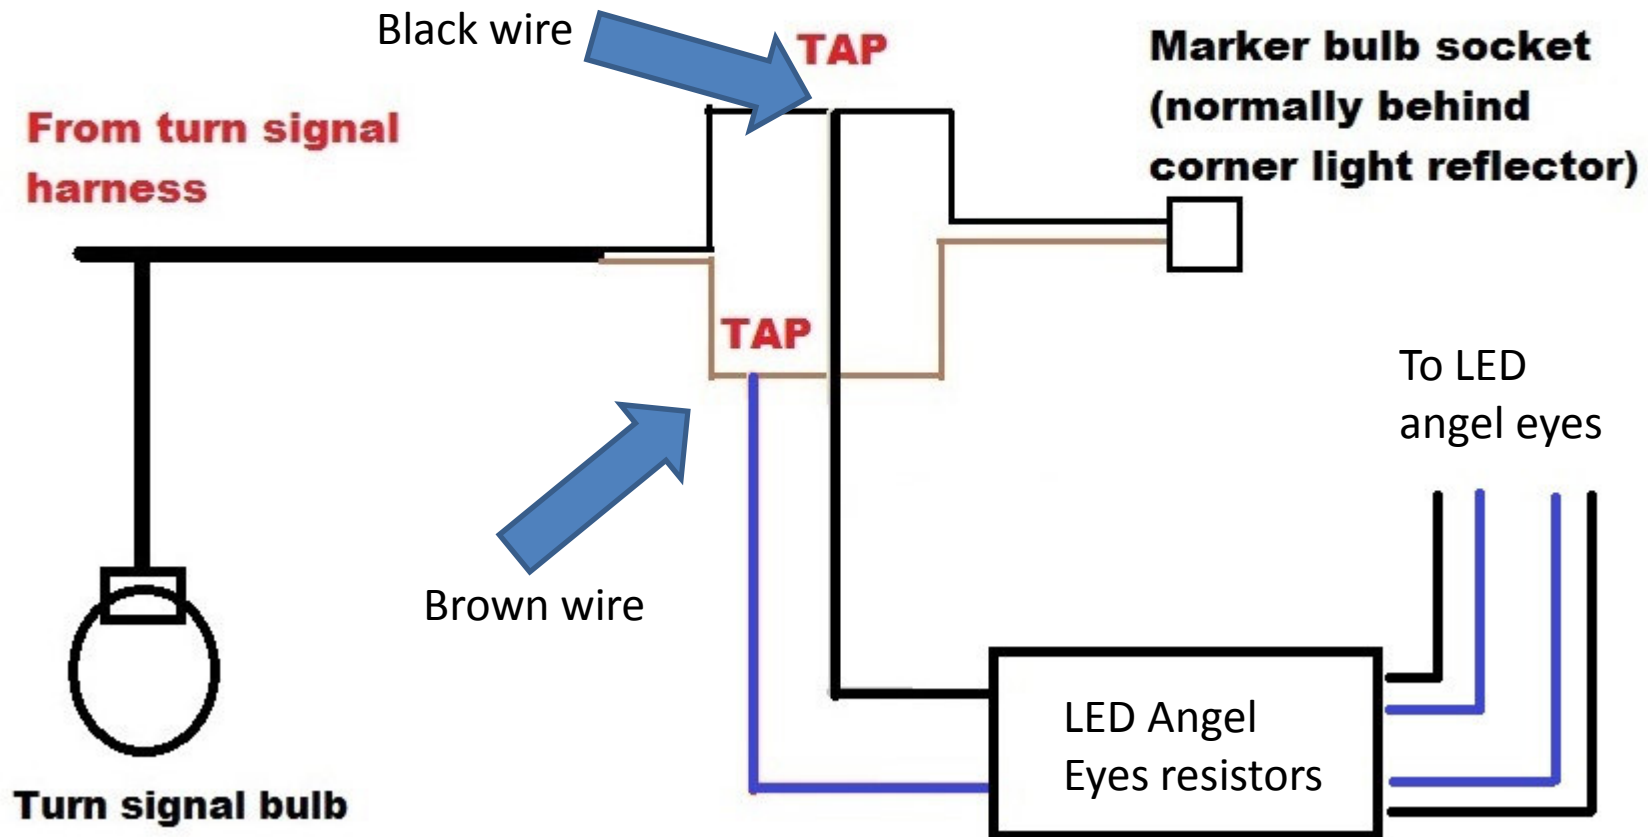 Black wire
TAP
Marker bulb socket
(normally behind
corner light reflector)
From turn signal
harness
TAP
To LED
angel eyes
Brown wire
LED Angel
Eyes resistors
Turn signal bulb